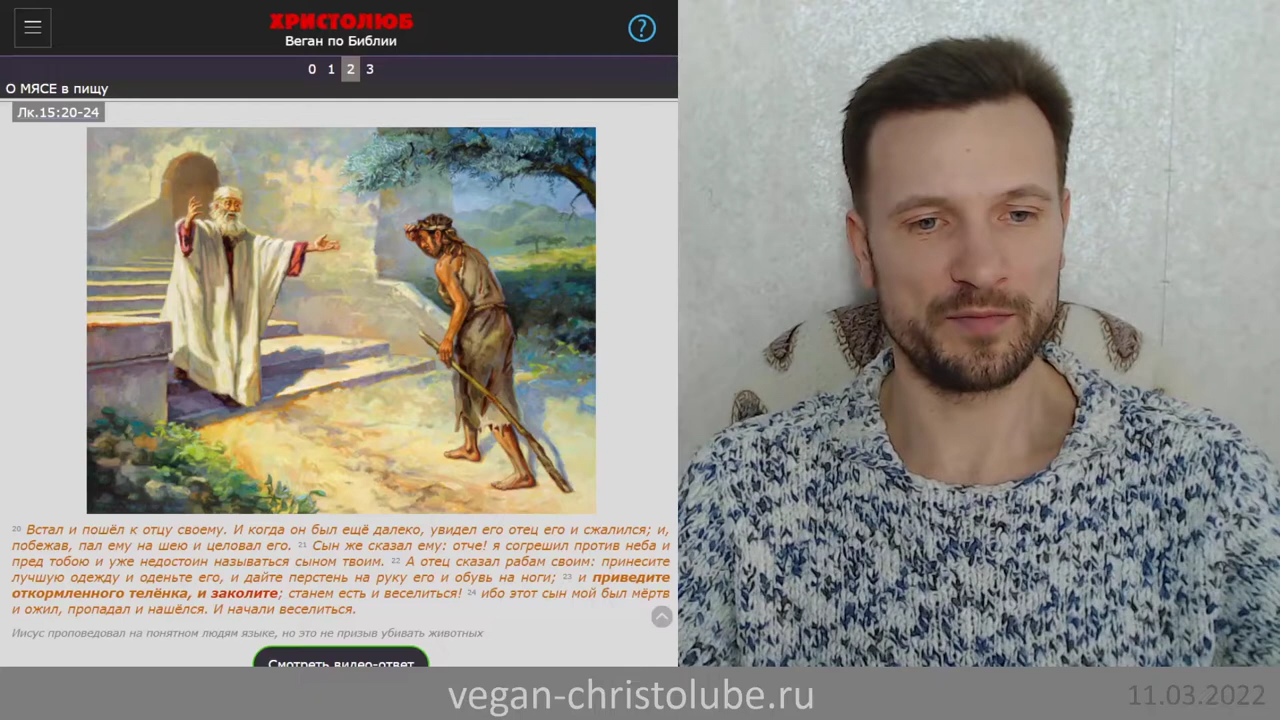 ХРИСТОЛЮБ
Веган по Библии
?
0 1 2 3
О МЯСЕ в пищу
Лк.15:20-24
20 Встал и пошёл к отцу своему. И когда он был ещё далеко, увидел его отец его и сжалился; и,
побежав, пал ему на шею и целовал его. 21 Сын же сказал ему: отче! я согрешил против неба и
пред тобою и уже недостоин называться сыном твоим. 22 А отец сказал рабам своим: принесите
лучшую одежду и оденьте его, и дайте перстень на руку его и обувь на ноги; 23 и приведите
откормленного телёнка, и заколите; станем есть и веселиться! 24 ибо этот сын мой был мёртв
и ожил, пропадал и нашёлся. И начали веселиться.
Иисус проповедовал на понятном людям языке, но это не призыв убивать животных
Смотреть видео-ответ
vegan-christolube.ru
11.03.2022